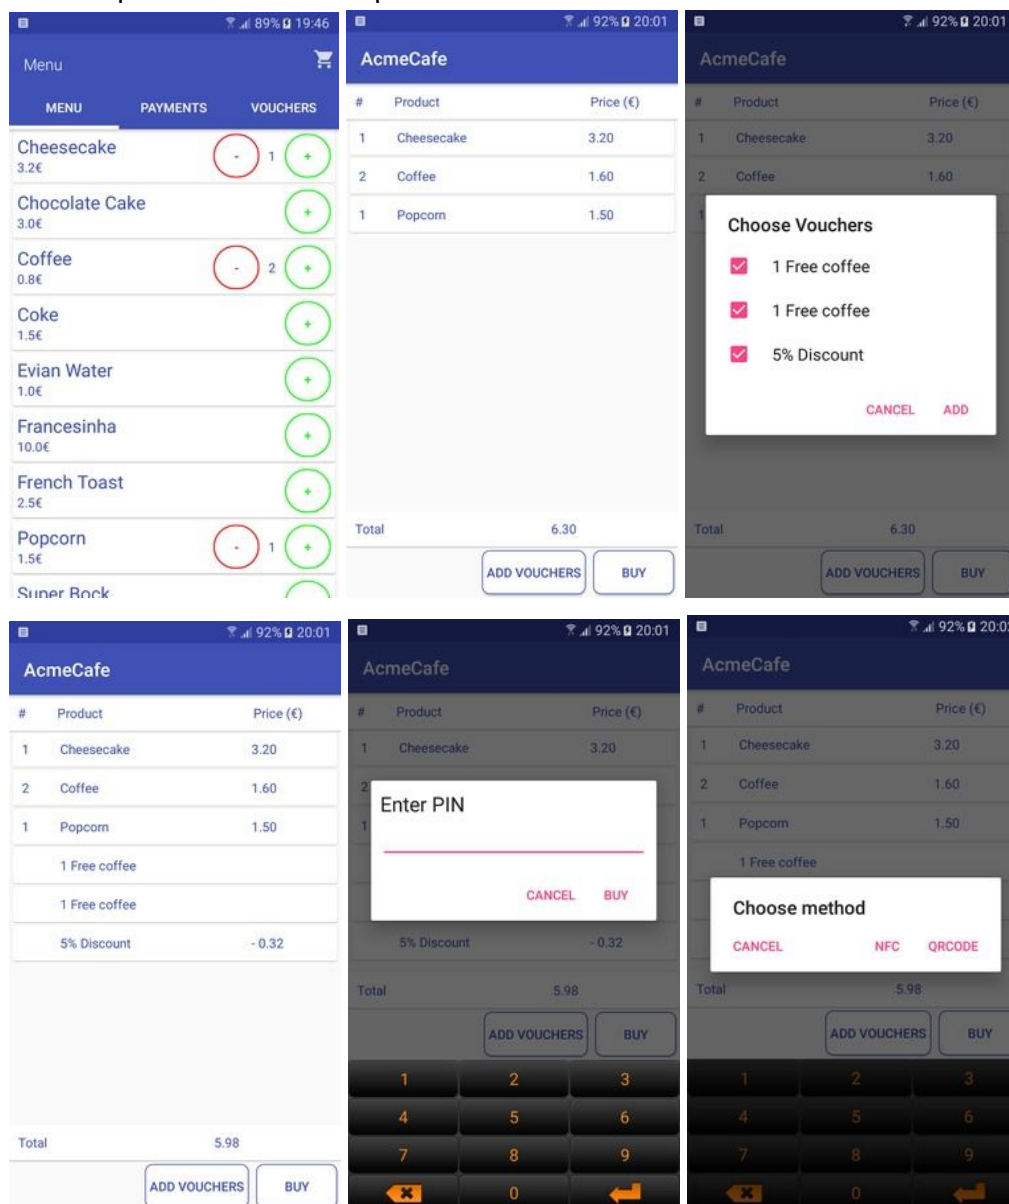 89% 19:46
Menu
MENU PAYMENTS VOUCHERS
Cheesecake
3.2€
- 1 +
Chocolate Cake
3.0€
+
Coffee
0.8€
- 2 +
Coke
1.5€
+
Evian Water
1.0€
+
Francesinha
10.0€
+
French Toast
2.5€
+
Popcorn
1.5€
- 1 +
Super Bock
92% 20:01
AcmeCafe
# Product Price (€)
1 Cheesecake 3.20
2 Coffee 1.60
1 Popcorn 1.50
Total 6.30
ADD VOUCHERS BUY
92% 20:01
AcmeCafe
# Product Price (€)
1 Cheesecake 3.20
2 Coffee 1.60
1
Choose Vouchers
1 Free coffee
1 Free coffee
5% Discount
CANCEL ADD
Total 6.30
ADD VOUCHERS BUY
92% 20:01
AcmeCafe
# Product Price (€)
1 Cheesecake 3.20
2 Coffee 1.60
1 Popcorn 1.50
1 Free coffee
1 Free coffee
5% Discount - 0.32
Total 5.98
ADD VOUCHERS BUY
92% 20:01
AcmeCafe
# Product Price (€)
1 Cheesecake 3.20
2
1
Enter PIN
CANCEL BUY
5% Discount - 0.32
Total 5.98
ADD VOUCHERS BUY
1 2 3
4 5 6
7 8 9
0
92%
AcmeCafe
# Product Price (€)
1 Cheesecake 3.20
2 Coffee 1.60
1 Popcorn 1.50
1 Free coffee
Choose method
CANCEL NFC QRCODE
Total 5.98
ADD VOUCHERS BUY
1 2 3
4 5 6
7 8 9
0